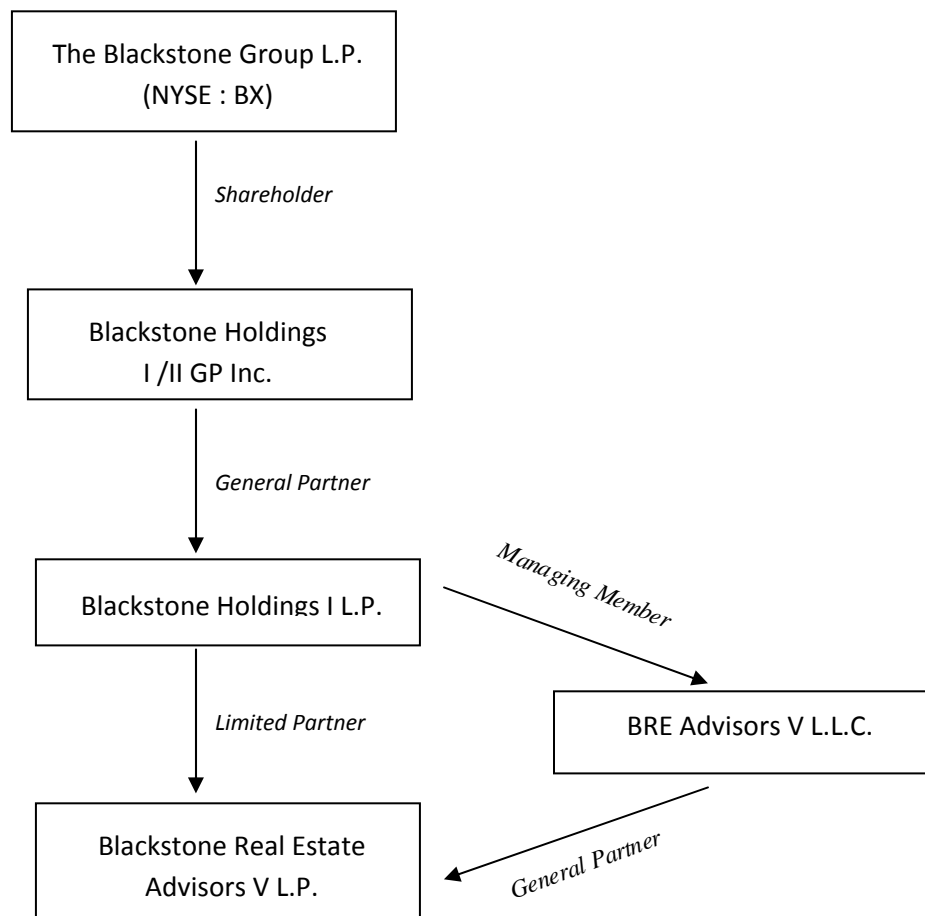 The Blackstone Group L.P.
(NYSE : BX)
Shareholder
Blackstone Holdings
I /II GP Inc.
General Partner
Managing Member
Blackstone Holdings I L.P.
Limited Partner
BRE Advisors V L.L.C.
Blackstone Real Estate
Advisors V L.P.
General Partner